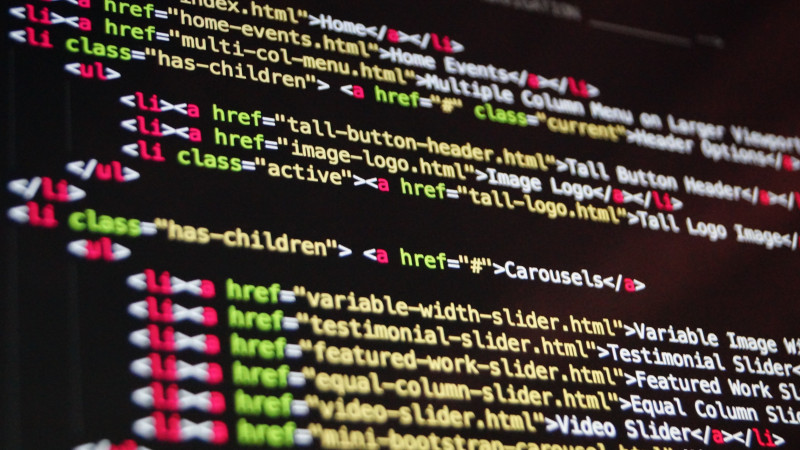 index.html">Home</a></li>
<li><a href="home-events.html">Home Events</a></li>
<li><a href="multi-col-menu.html">Multiple Column Menu on Larger Viewport
<li class="has-children"> <a href="#" class="current">Header Options</a>
<ul>
<li><a href="tall-button-header.html">Tall Button Header</a></l
<li><a href="image-logo.html">Image Logo</a></li>
<li class="active"><a href="tall-logo.html">Tall Logo Image</
</ul>
</li>
<li class="has-children"> <a href="#">Carousels</a>
<ul>
<li><a href="variable-width-slider.html">Variable Image Wi
<li><a href="testimonial-slider.html">Testimonial Slider<
<li><a href="featured-work-slider.html">Featured Work Sl
<li><a href="equal-column-slider.html">Equal Column Slid
<li><a href="video-slider.html">Video Slider</a></li>
<li><a href="mini-bootstrap-carousel.html">